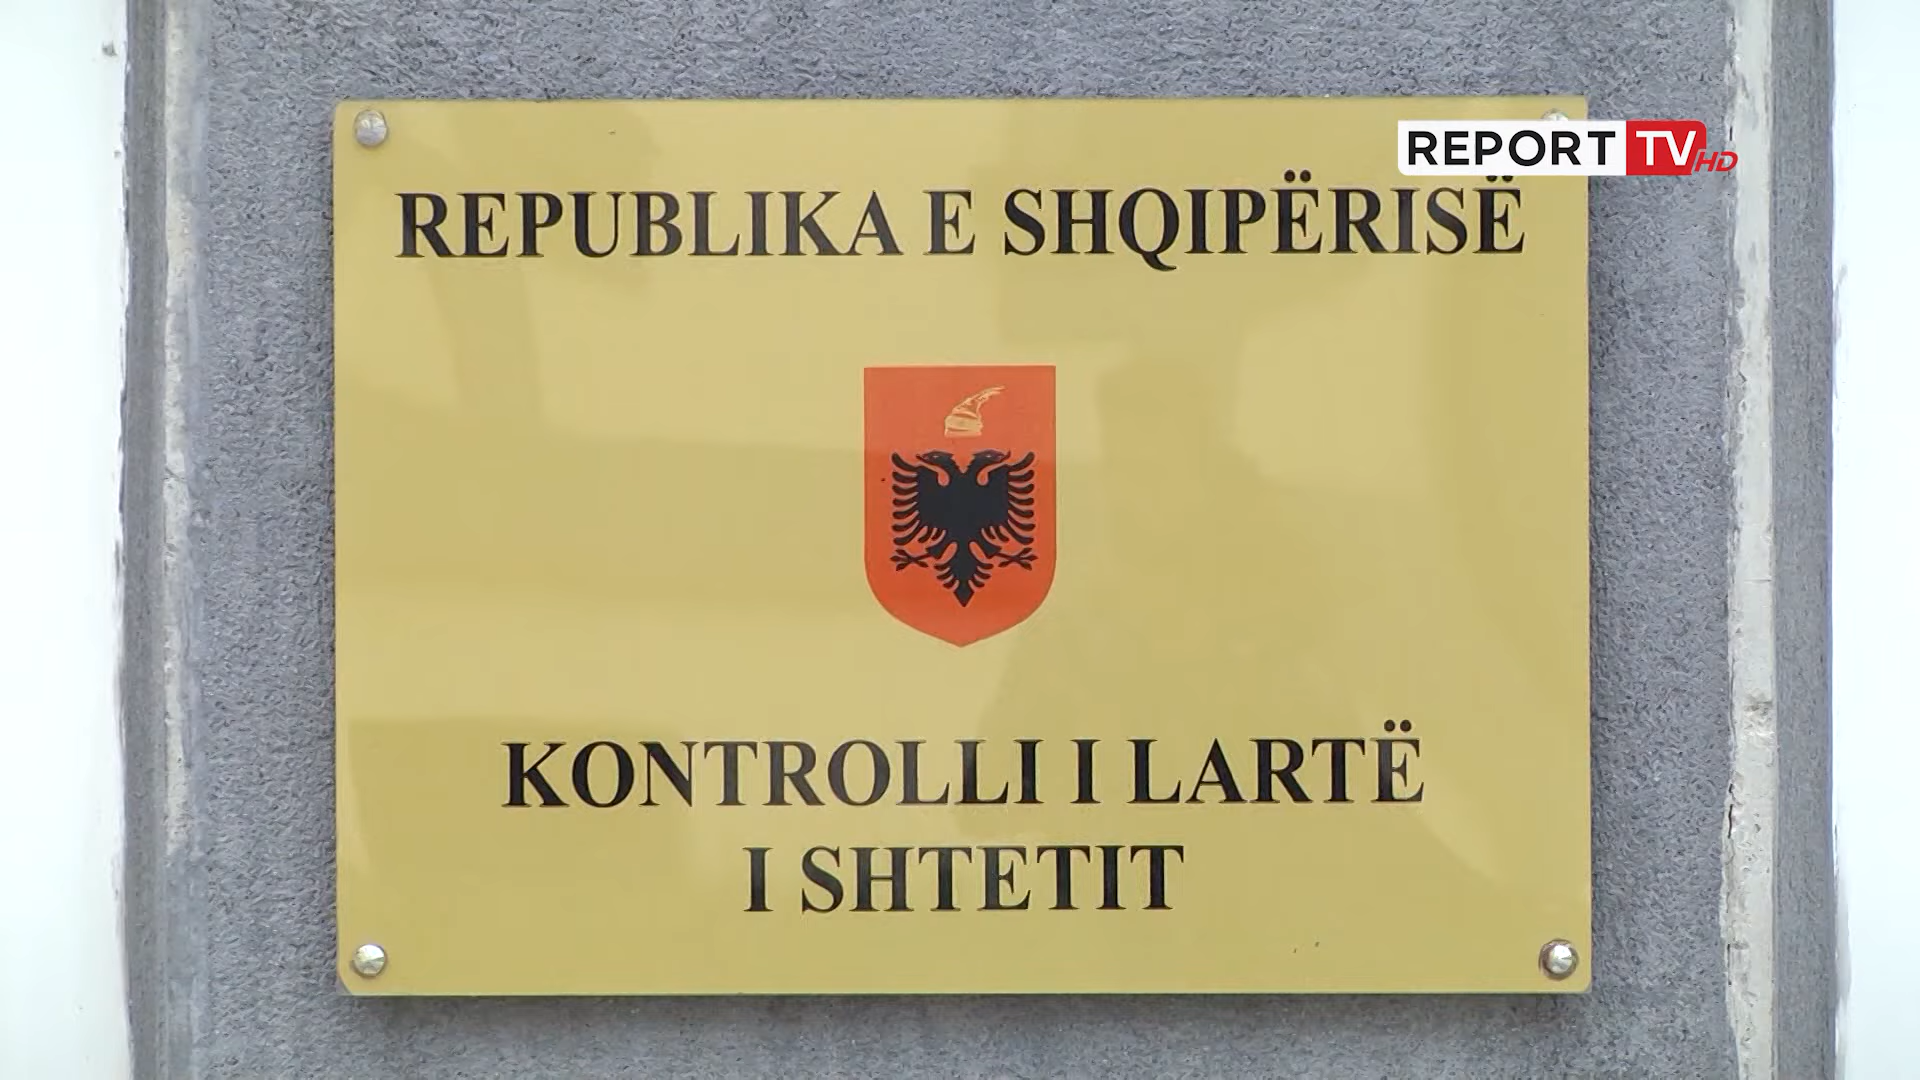 REPORT TV HD
REPUBLIKA E SHQIPËRISË
KONTROLLI I LARTË
I SHTETIT